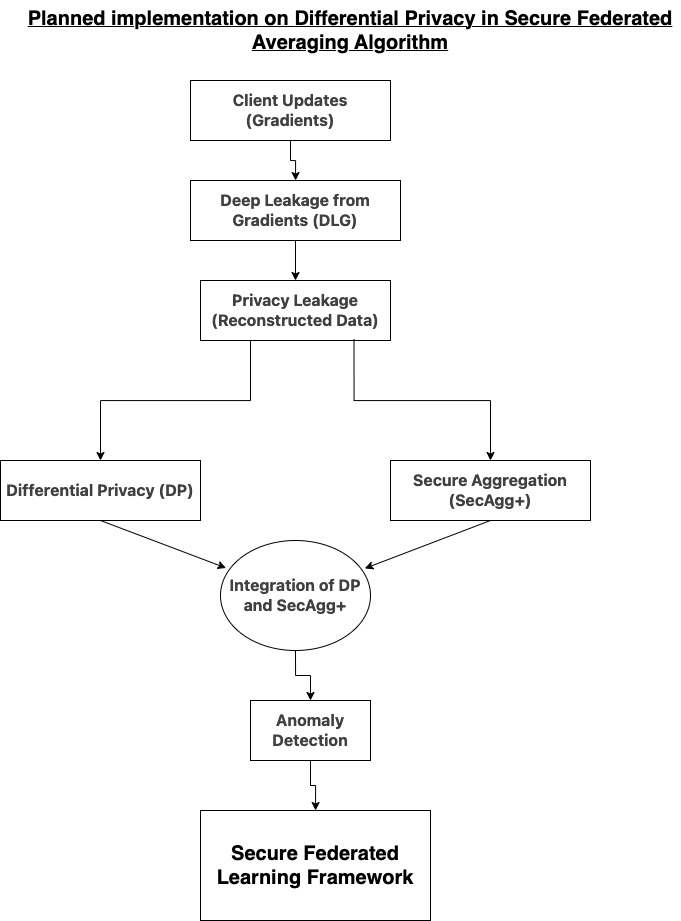 Planned implementation on Differential Privacy in Secure Federated
Averaging Algorithm
Client Updates
(Gradients)
Deep Leakage from
Gradients (DLG)
Privacy Leakage
(Reconstructed Data)
Differential Privacy (DP)
Secure Aggregation
(SecAgg+)
Integration of DP
and SecAgg+
Anomaly
Detection
Secure Federated
Learning Framework